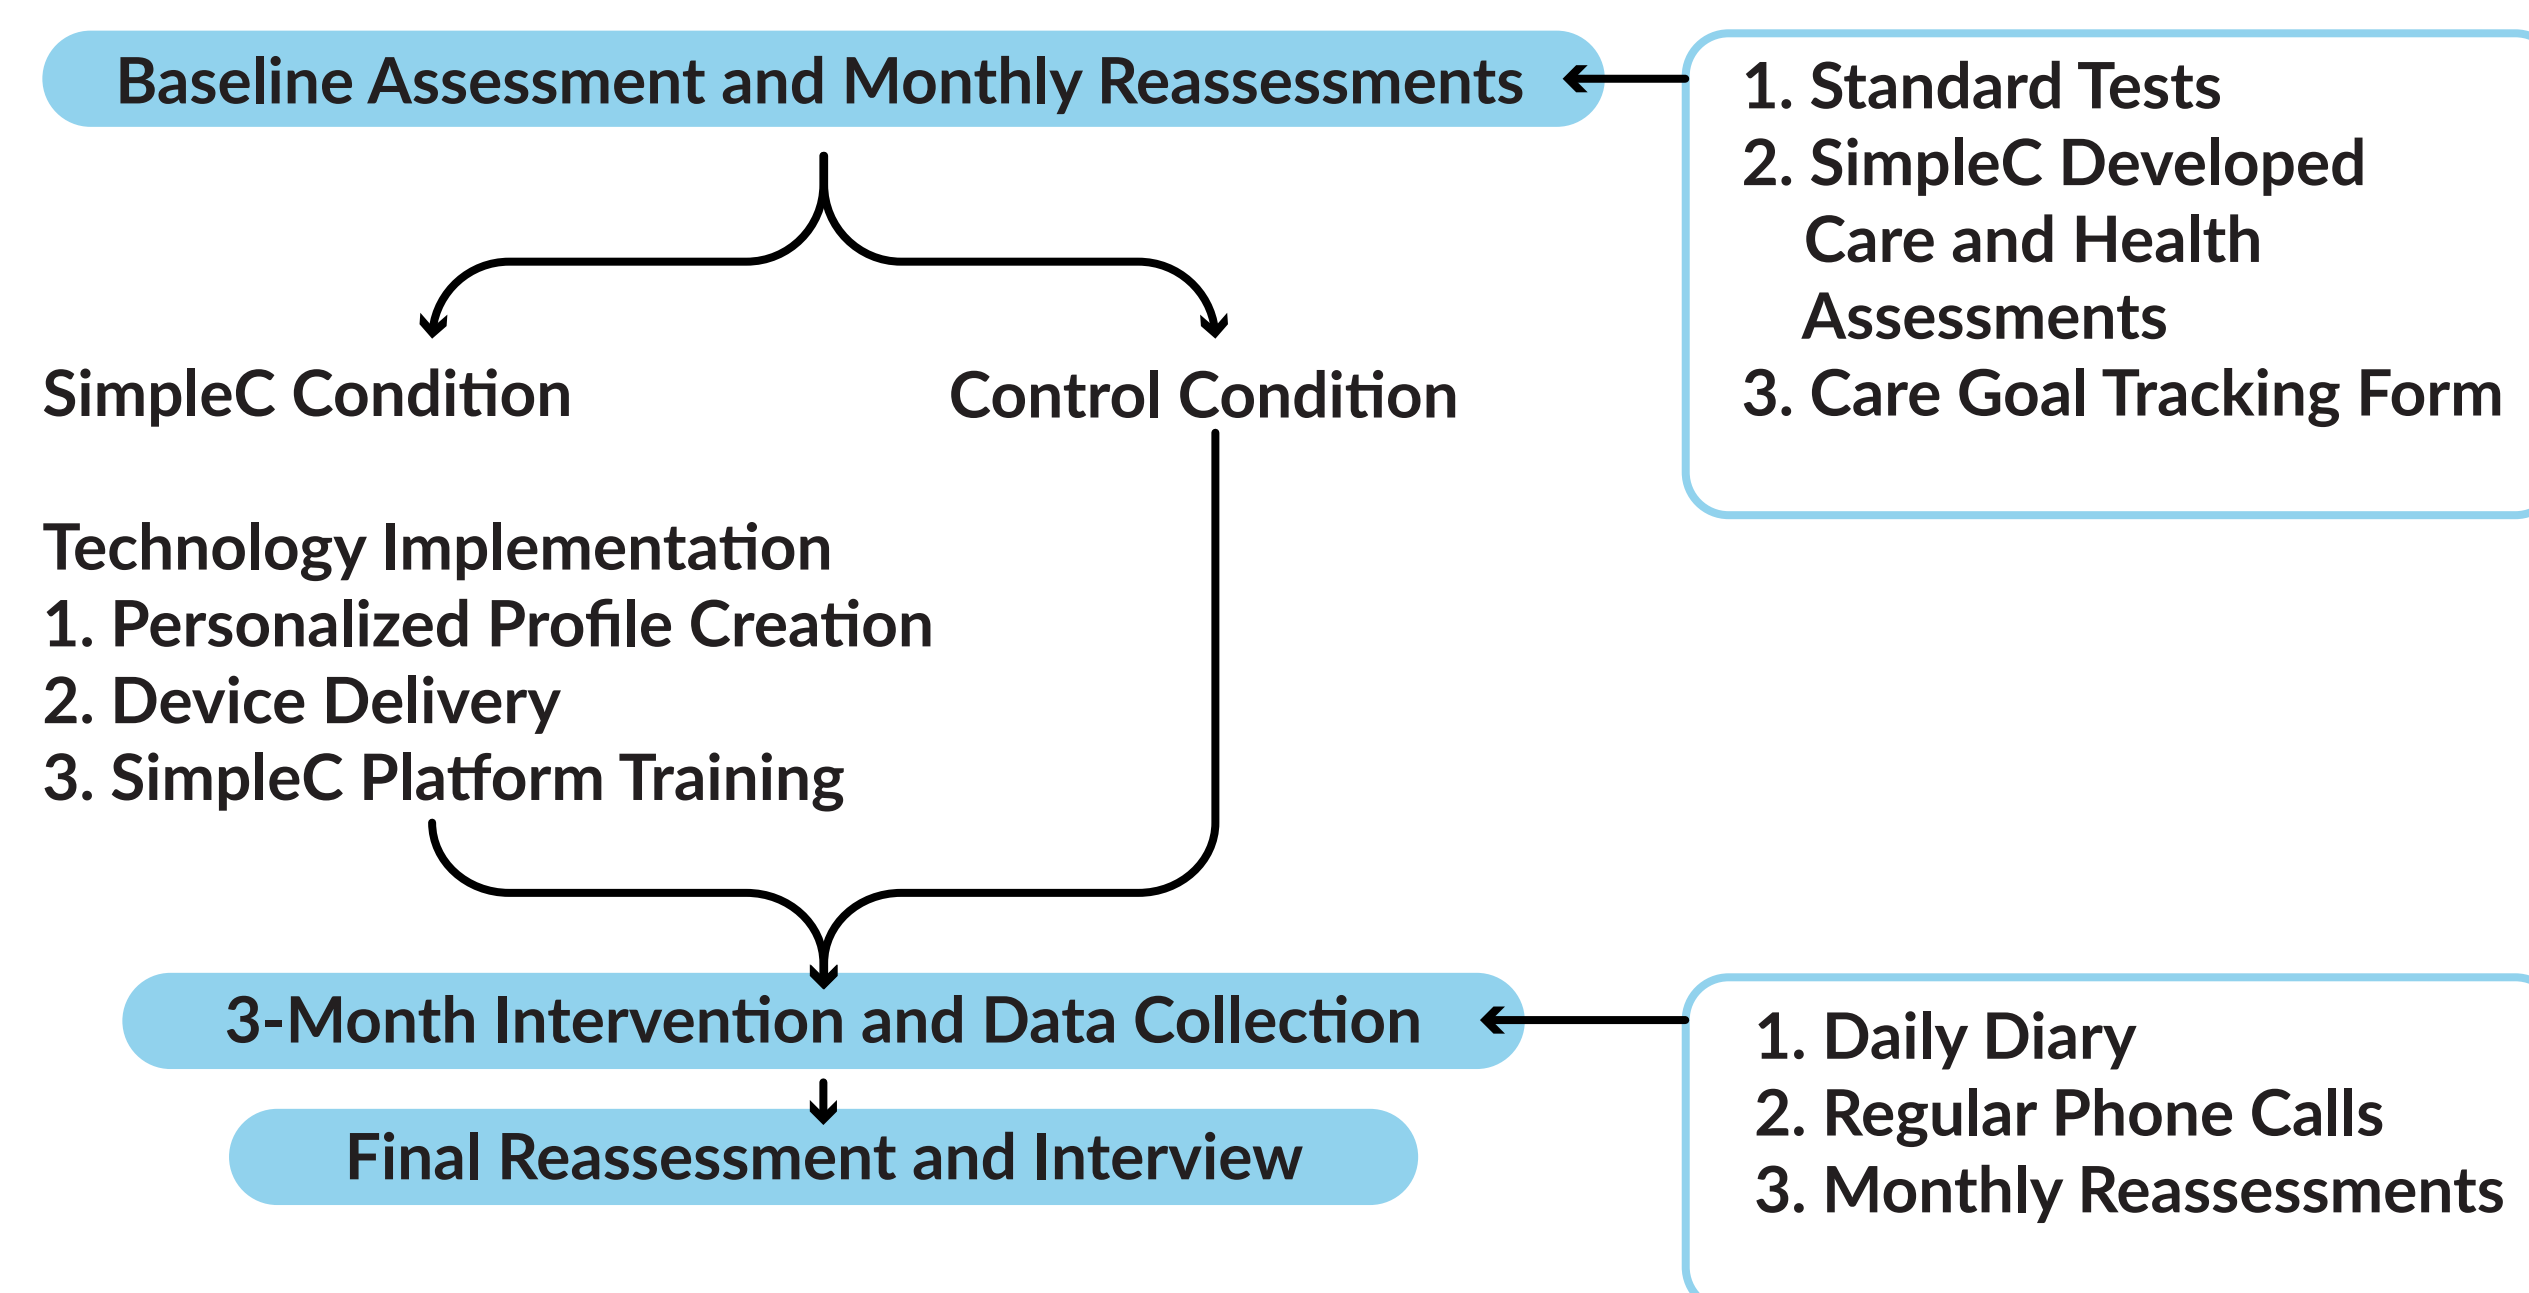 Baseline Assessment and Monthly Reassessments
1. Standard Tests
2. SimpleC Developed
Care and Health
Assessments
3. Care Goal Tracking Form
SimpleC Condition
Control Condition
Technology Implementation
1. Personalized Profile Creation
2. Device Delivery
3. SimpleC Platform Training
3-Month Intervention and Data Collection
1. Daily Diary
2. Regular Phone Calls
3. Monthly Reassessments
Final Reassessment and Interview